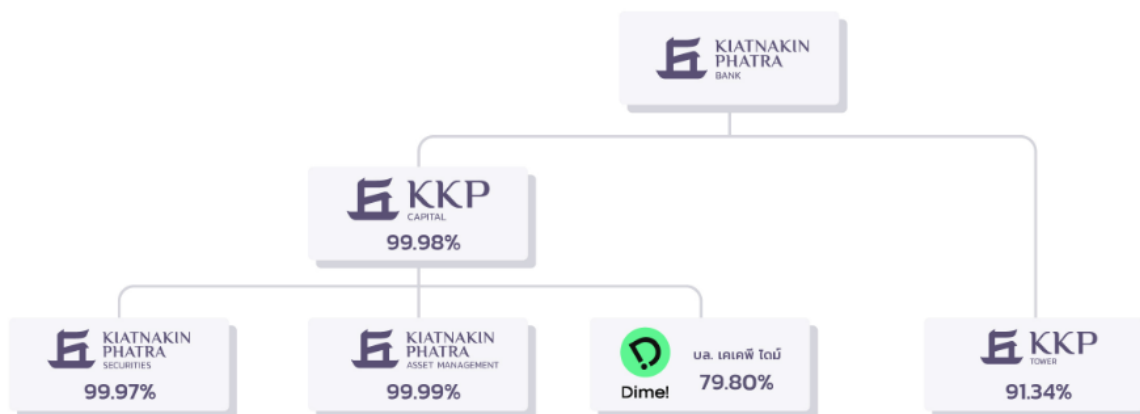 KIATNAKIN
PHATRA
BANK
KKP
CAPITAL
99.98%
KIATNAKIN
PHATRA
SECURITIES
99.97%
KIATNAKIN
PHATRA
ASSET MANAGEMENT
99.99%
Dime!
บล. เคเคพี ไดม์
79.80%
KKP
TOWER
91.34%